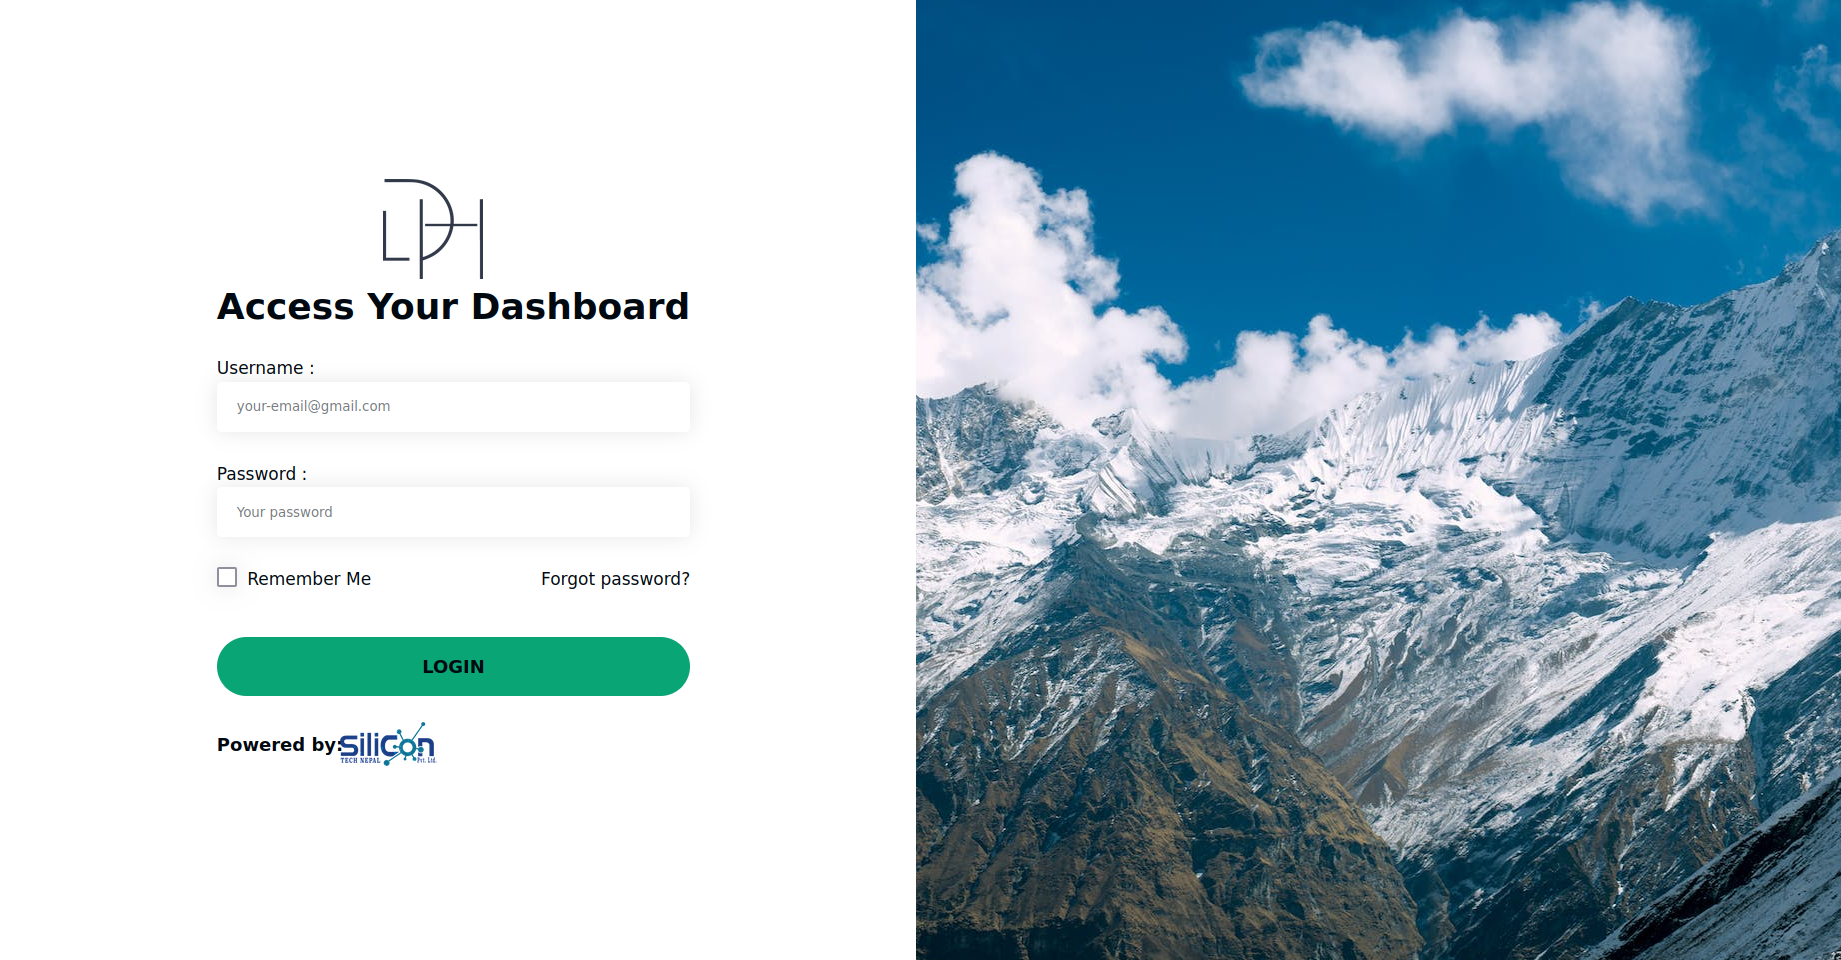 Access Your Dashboard
Username :
your-email@gmail.com
Password :
Your password
Remember Me
Forgot password?
LOGIN
Powered by:
SiliCon
TECH NEPAL Pvt. Ltd.